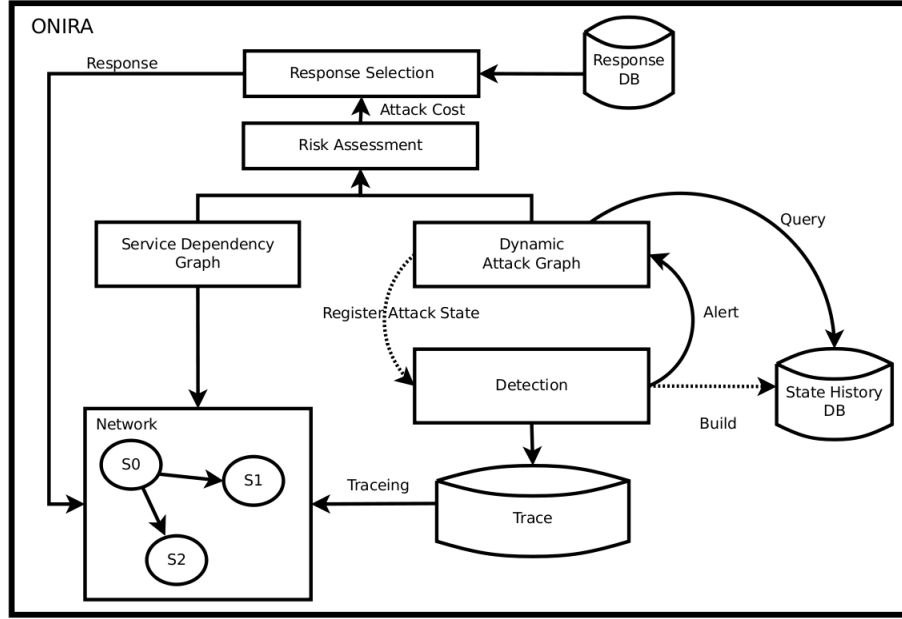 ONIRA
Response
Response Selection
Response
DB
Attack Cost
Risk Assessment
Service Dependency
Graph
Dynamic
Attack Graph
Query
Register Attack State
Alert
Detection
State History
DB
Build
Network
S0
S1
S2
Traceing
Trace